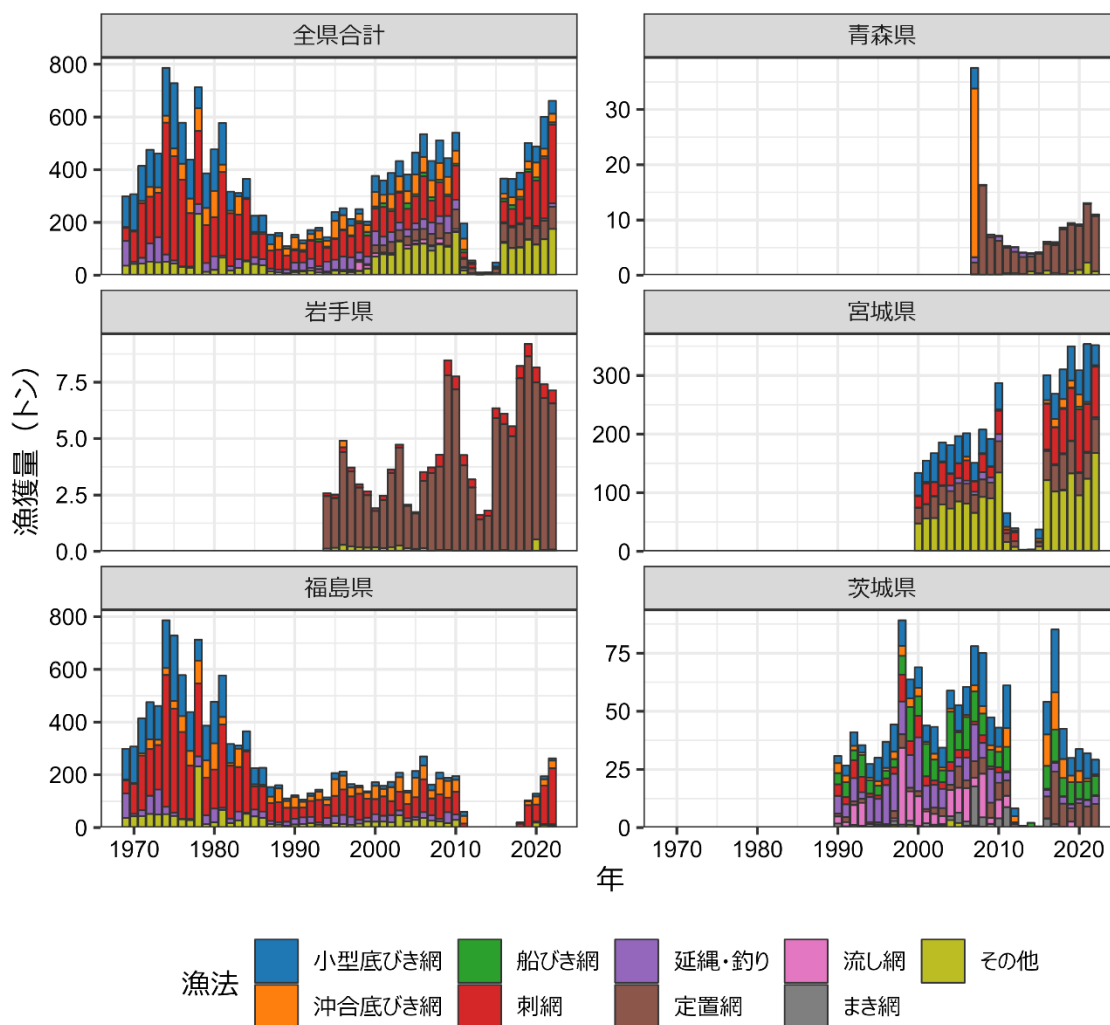 全県合計
青森県
800
600
400
200
0
30
20
10
0
岩手県
宮城県
7.5
5.0
2.5
0.0
300
200
100
0
福島県
茨城県
800
600
400
200
0
75
50
25
0
1970 1980 1990 2000 2010 2020
1970 1980 1990 2000 2010 2020
漁獲量（トン）
年
漁法
小型底びき網 船びき網 延縄・釣り 流し網 その他
沖合底びき網 刺網 定置網 まき網